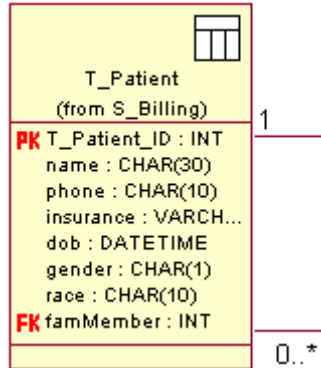 T_Patient
(from S_Billing)
1
PK T_Patient_ID : INT
name : CHAR(30)
phone : CHAR(10)
insurance : VARCH...
dob : DATETIME
gender : CHAR(1)
race : CHAR(10)
FK famMember : INT
0..*